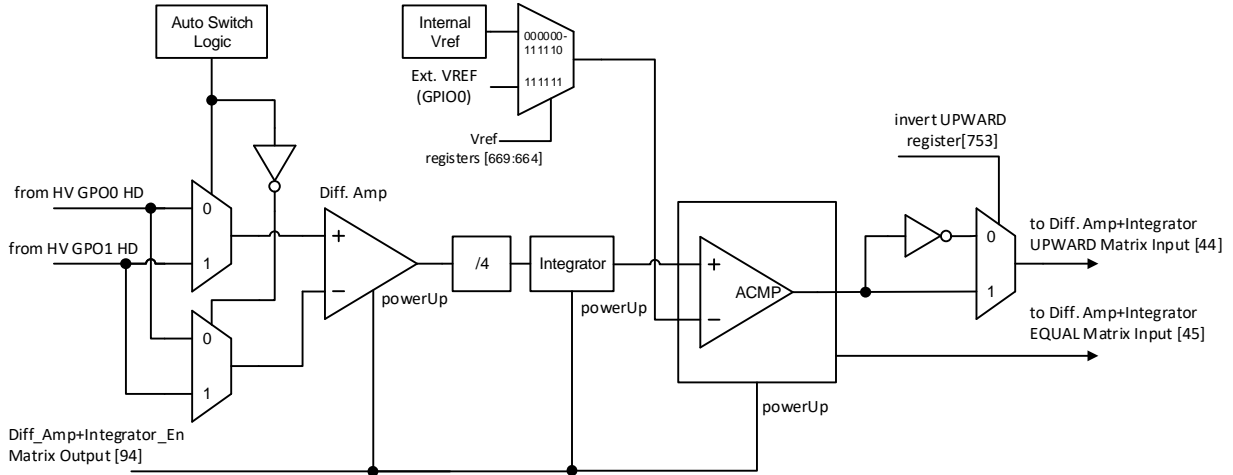 Auto Switch
Logic
Internal
Vref
000000-
111110
111111
Ext. VREF
(GPIO0)
Vref
registers [669:664]
invert UPWARD
register[753]
from HV GPO0 HD
from HV GPO1 HD
0
1
0
1
Diff. Amp
+
−
powerUp
/4
Integrator
powerUp
+
−
ACMP
powerUp
0
1
to Diff. Amp+Integrator
UPWARD Matrix Input [44]
to Diff. Amp+Integrator
EQUAL Matrix Input [45]
Diff_Amp+Integrator_En
Matrix Output [94]